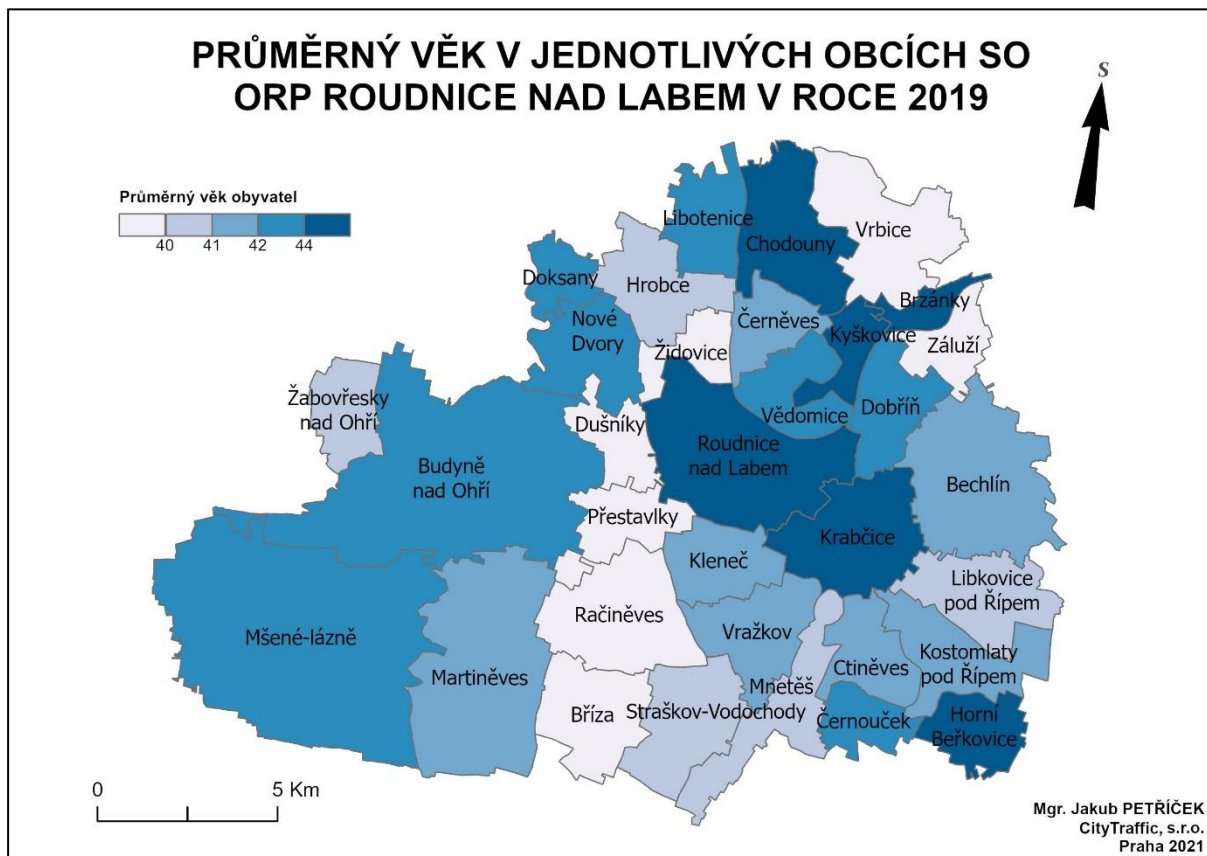 PRŮMĚRNÝ VĚK V JEDNOTLIVÝCH OBCÍCH SO
ORP ROUDNICE NAD LABEM V ROCE 2019
S
Průměrný věk obyvatel
40 41 42 44
Libotenice
Chodouny
Vrbice
Doksany
Hrobce
Brzánky
Nové
Dvory
Černěves
Kyškovice
Židovice
Záluží
Žabovřesky
nad Ohří
Dušníky
Vědomice
Dobříň
Roudnice
nad Labem
Budyně
nad Ohří
Bechlín
Přestavlky
Krabčice
Kleneč
Libkovice
pod Řípem
Račiněves
Mšené-lázně
Vražkov
Kostomlaty
pod Řípem
Ctiněves
Martiněves
Mnetěš
Bříza
Straškov-Vodochody
Černouček
Horní
Beřkovice
0 5 Km
Mgr. Jakub PETŘÍČEK
CityTraffic, s.r.o.
Praha 2021